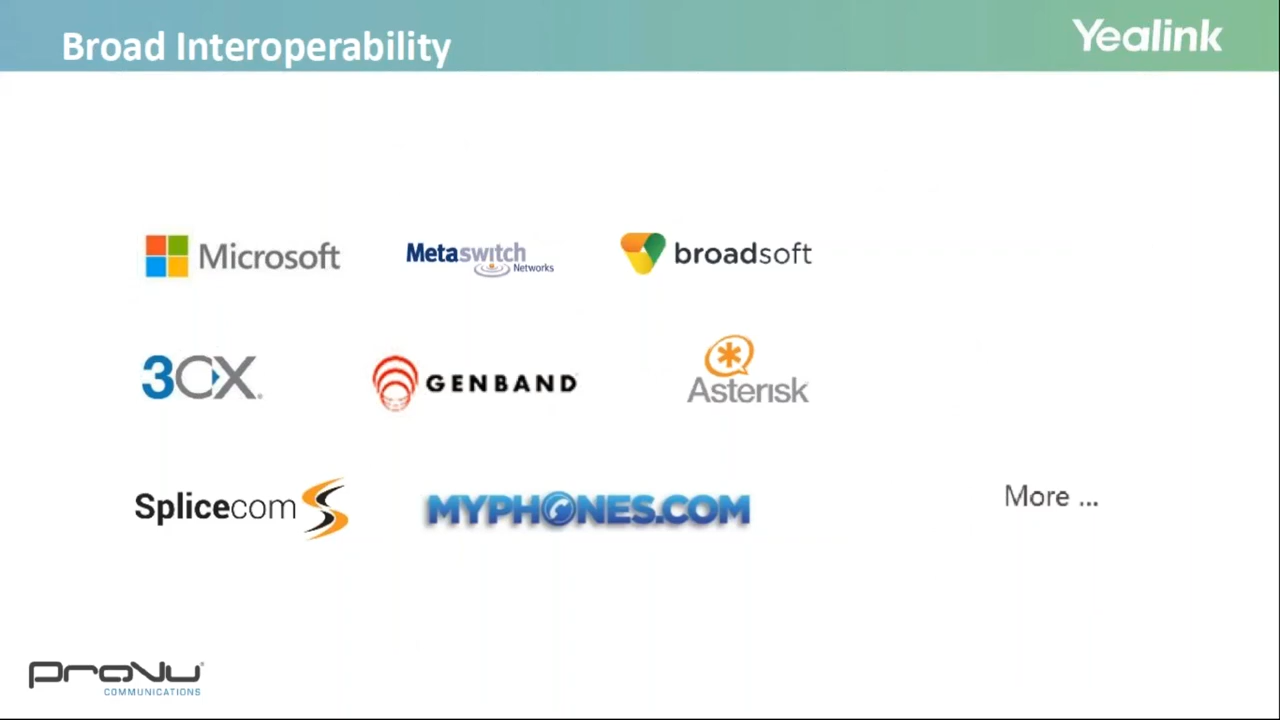 Broad Interoperability
Yealink
Microsoft
Metaswitch
Networks
broadsoft
3CX
GENBAND
Asterisk
Splicecom
MYPHONES.COM
More ...
ProVu
COMMUNICATIONS